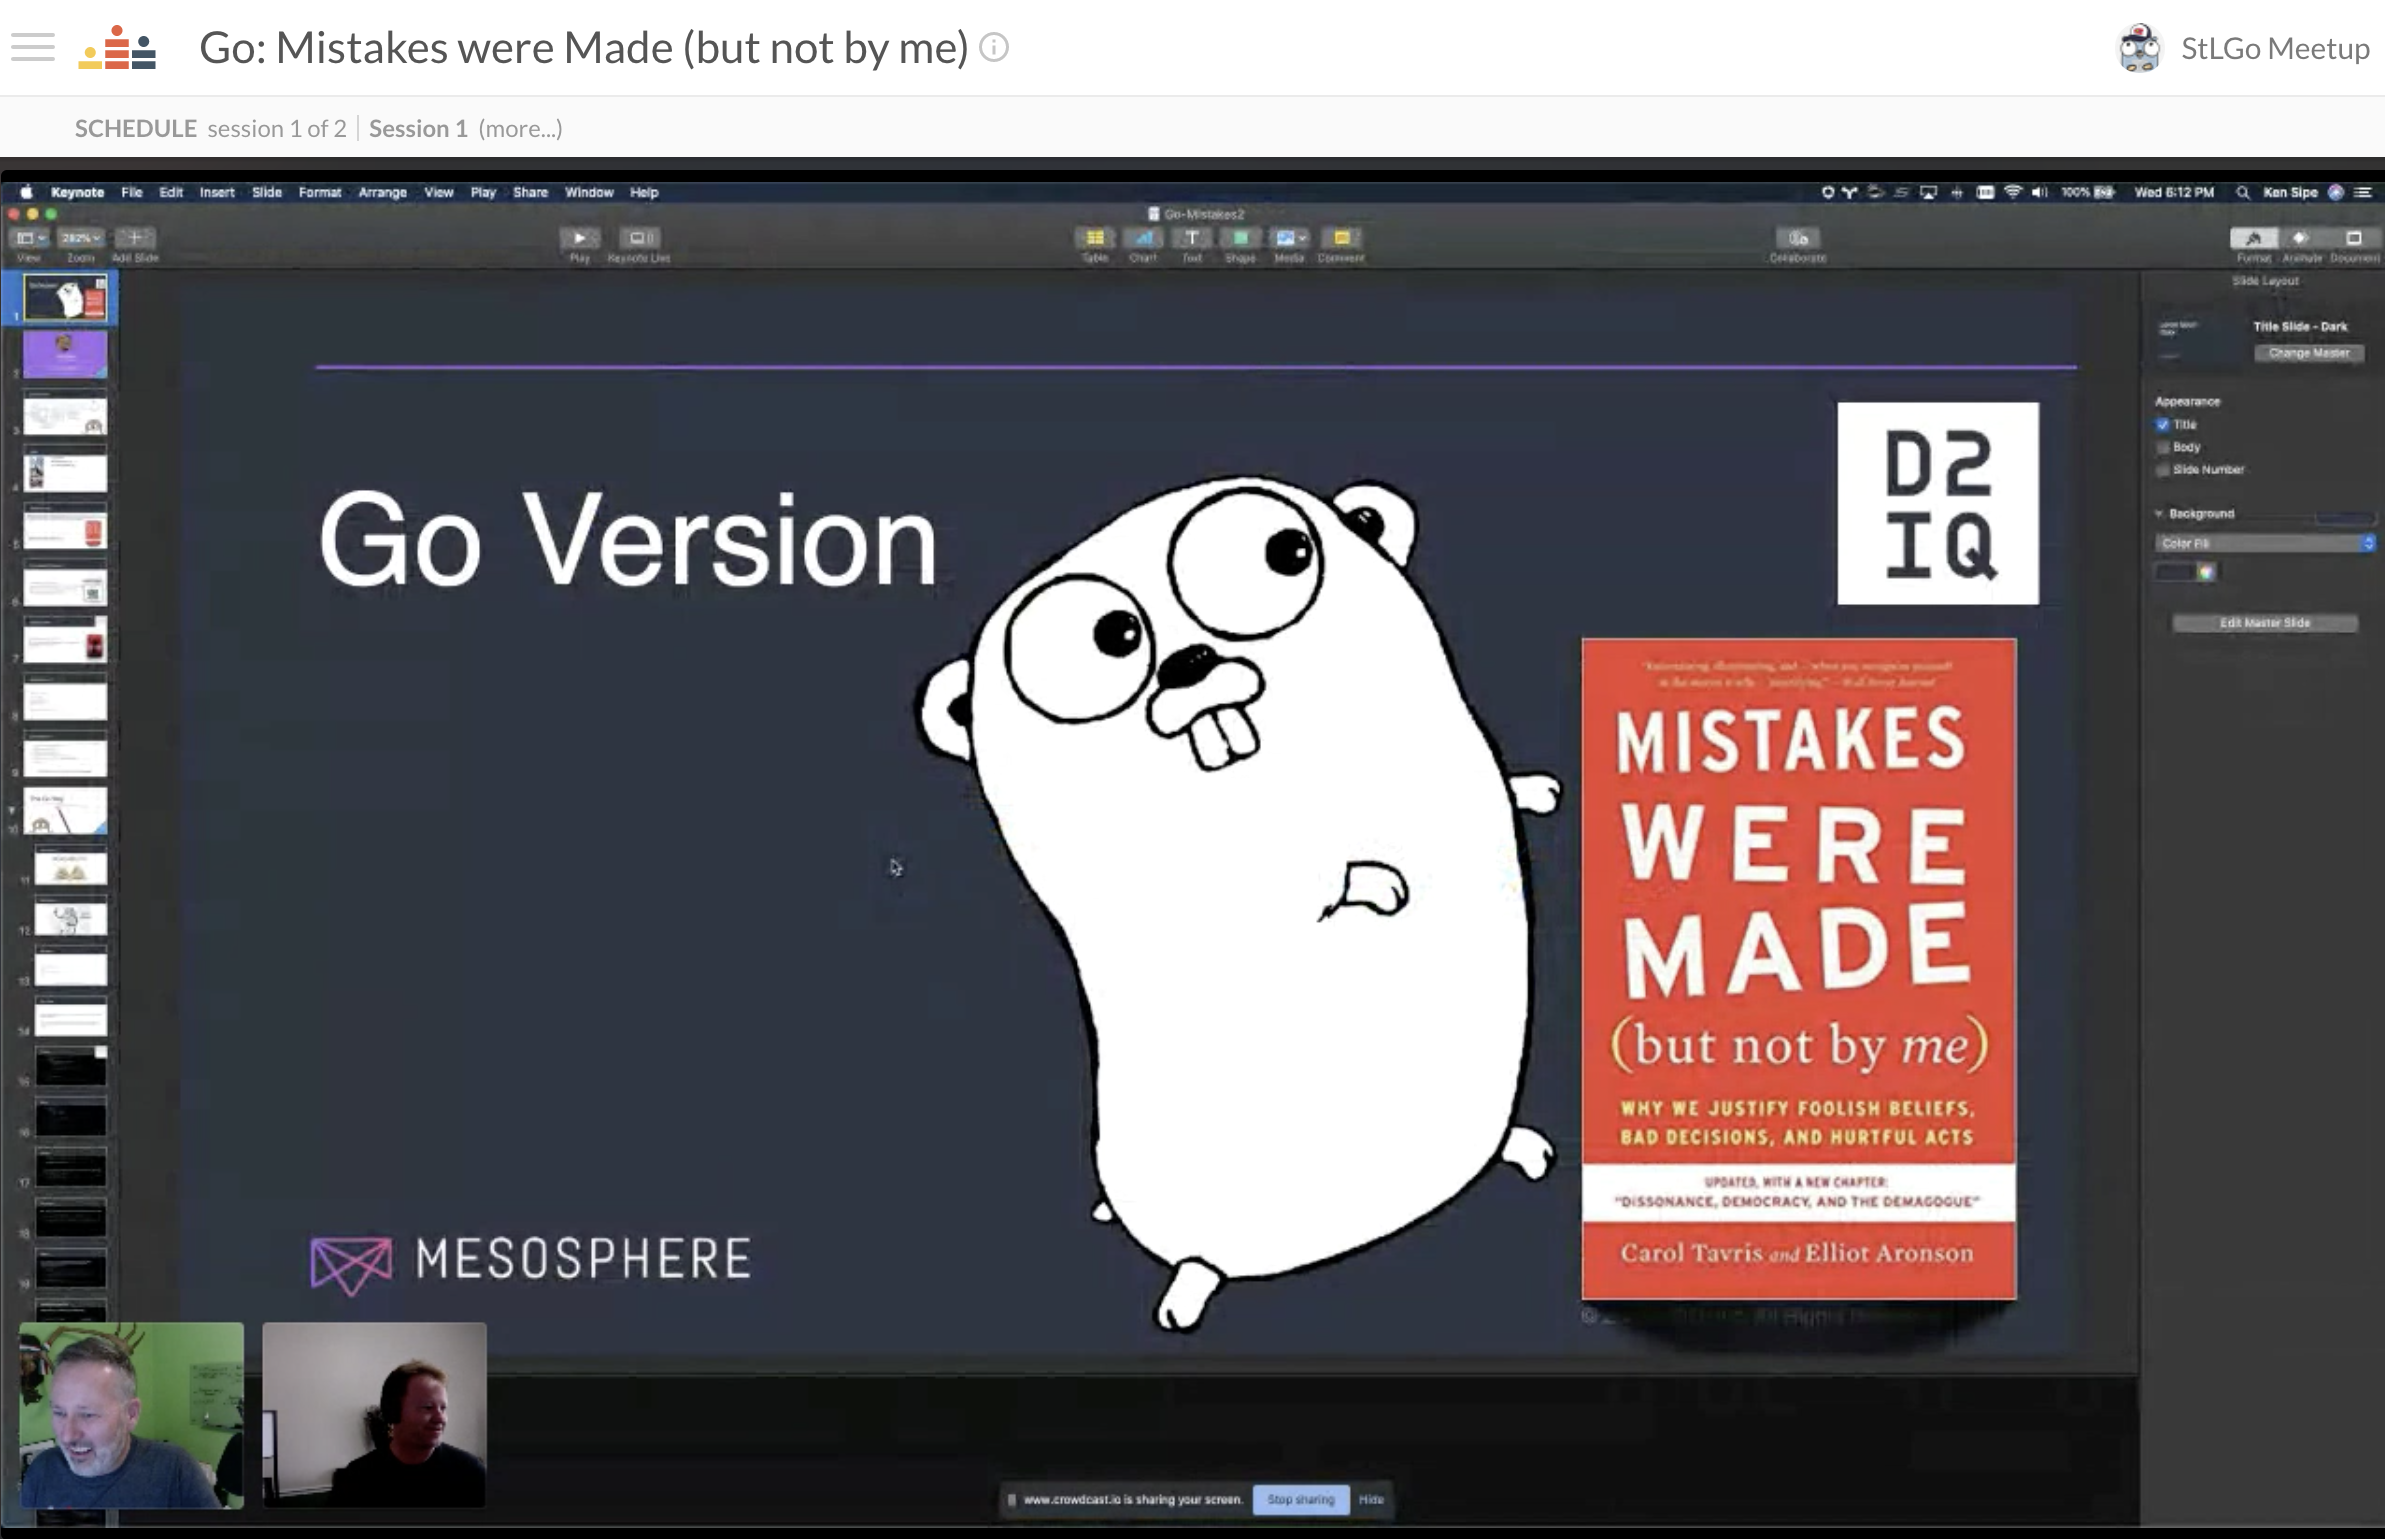 Go: Mistakes were Made (but not by me)
StLGo Meetup
SCHEDULE session 1 of 2 | Session 1 (more...)
Keynote File Edit Insert Slide Format Arrange View Play Share Window Help
100% Wed 6:12 PM Ken Sipe
Go-Mistakes2
282%
View Zoom Add Slide Play Keynote Live Table Chart Text Shape Media Comment Collaborate Format Animate Document
Slide Layout
Title Slide - Dark
Change Master
Appearance
Title
Body
Slide Number
Background
Color Fill
Edit Master Slide
Go Version
D2
IQ
MISTAKES
WERE
MADE
(but not by me)
WHY WE JUSTIFY FOOLISH BELIEFS,
BAD DECISIONS, AND HURTFUL ACTS
UPDATED, WITH A NEW CHAPTER:
"DISSONANCE, DEMOCRACY, AND THE DEMAGOGUE"
Carol Tavris and Elliot Aronson
MESOSPHERE
www.crowdcast.io is sharing your screen. Stop sharing Hide